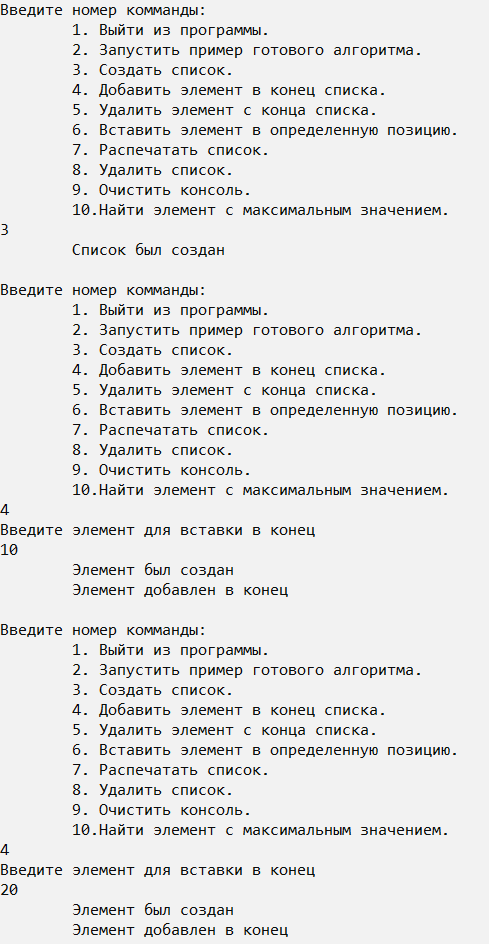 Введите номер комманды:
1. Выйти из программы.
2. Запустить пример готового алгоритма.
3. Создать список.
4. Добавить элемент в конец списка.
5. Удалить элемент с конца списка.
6. Вставить элемент в определенную позицию.
7. Распечатать список.
8. Удалить список.
9. Очистить консоль.
10.Найти элемент с максимальным значением.
3
Список был создан
Введите номер комманды:
1. Выйти из программы.
2. Запустить пример готового алгоритма.
3. Создать список.
4. Добавить элемент в конец списка.
5. Удалить элемент с конца списка.
6. Вставить элемент в определенную позицию.
7. Распечатать список.
8. Удалить список.
9. Очистить консоль.
10.Найти элемент с максимальным значением.
4
Введите элемент для вставки в конец
10
Элемент был создан
Элемент добавлен в конец
Введите номер комманды:
1. Выйти из программы.
2. Запустить пример готового алгоритма.
3. Создать список.
4. Добавить элемент в конец списка.
5. Удалить элемент с конца списка.
6. Вставить элемент в определенную позицию.
7. Распечатать список.
8. Удалить список.
9. Очистить консоль.
10.Найти элемент с максимальным значением.
4
Введите элемент для вставки в конец
20
Элемент был создан
Элемент добавлен в конец